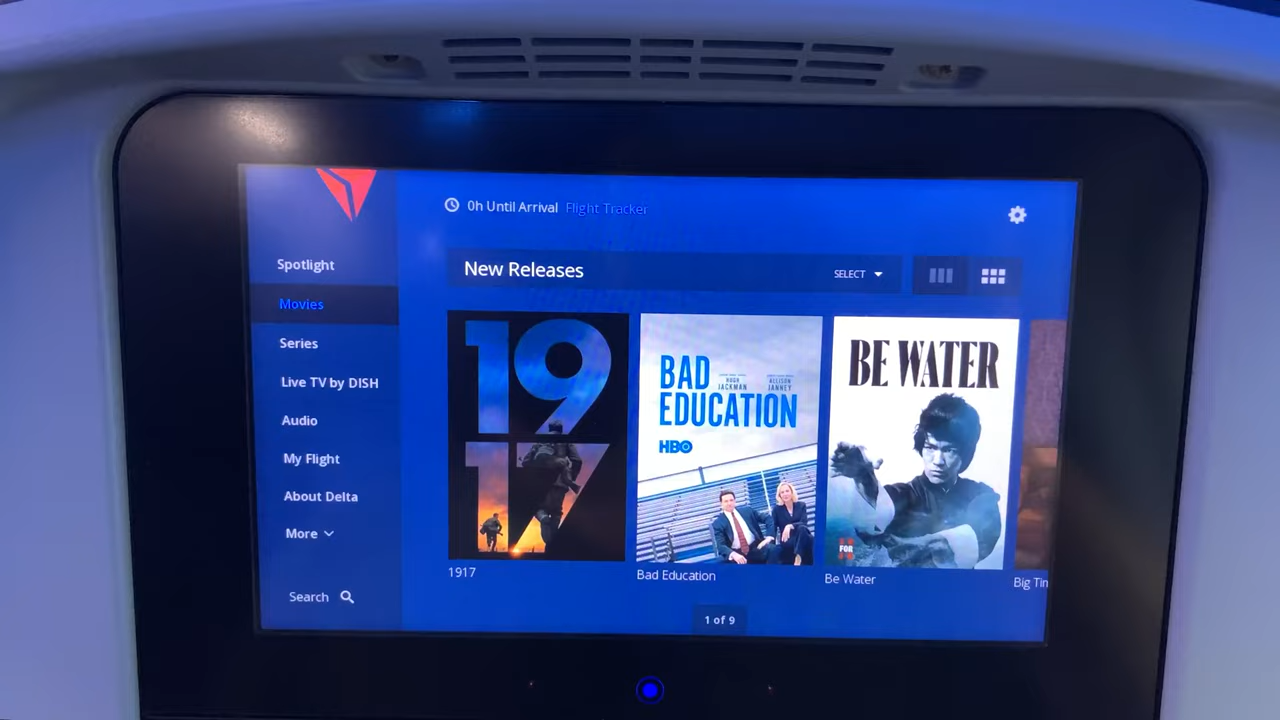 0h Until Arrival Flight Tracker
Spotlight
Movies
Series
Live TV by DISH
Audio
My Flight
About Delta
More
Search
New Releases
SELECT
19
17
1917
BAD
EDUCATION
HUGH
JACKMAN
ALLISON
JANNEY
HBO
Bad Education
BE WATER
FOR
Be Water
Big Tim
1 of 9